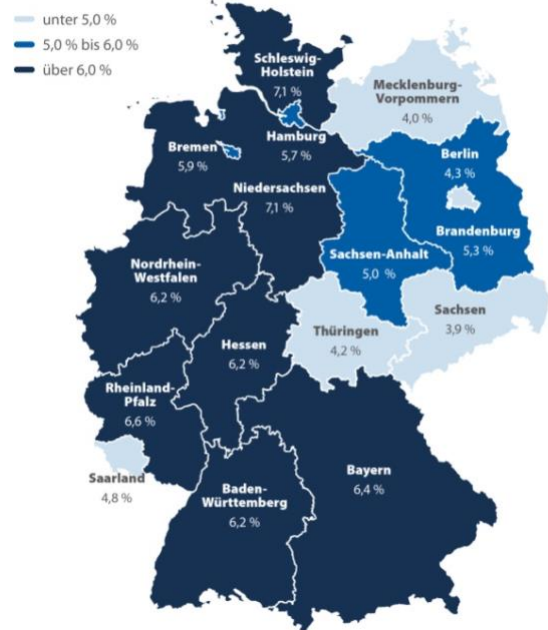 unter 5,0 %
5,0 % bis 6,0 %
über 6,0 %
Schleswig-
Holstein
7,1 %
Mecklenburg-
Vorpommern
4,0 %
Hamburg
5,7 %
Bremen
5,9 %
Berlin
4,3 %
Niedersachsen
7,1 %
Brandenburg
5,3 %
Sachsen-Anhalt
5,0 %
Nordrhein-
Westfalen
6,2 %
Sachsen
3,9 %
Thüringen
4,2 %
Hessen
6,2 %
Rheinland-
Pfalz
6,6 %
Saarland
4,8 %
Bayern
6,4 %
Baden-
Württemberg
6,2 %